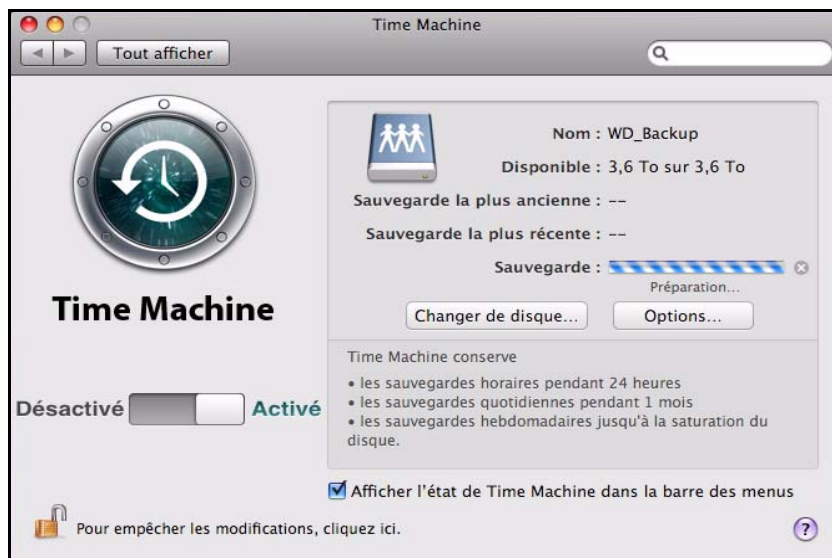 Time Machine
Tout afficher
Nom : WD_Backup
Disponible : 3,6 To sur 3,6 To
Sauvegarde la plus ancienne : --
Sauvegarde la plus récente : --
Sauvegarde :
Préparation...
Time Machine
Changer de disque...
Options...
Désactivé
Activé
Time Machine conserve
• les sauvegardes horaires pendant 24 heures
• les sauvegardes quotidiennes pendant 1 mois
• les sauvegardes hebdomadaires jusqu'à la saturation du
disque.
Afficher l'état de Time Machine dans la barre des menus
Pour empêcher les modifications, cliquez ici.
?